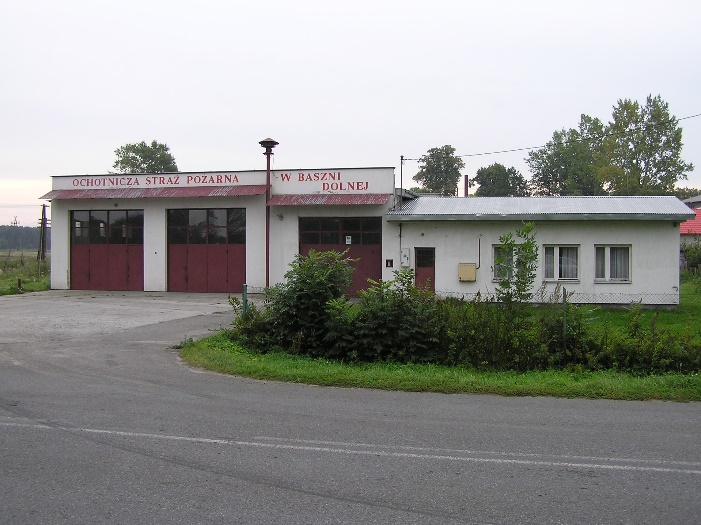 OCHOTNICZA STRAŻ POŻARNA
W BASZNI
DOLNEJ